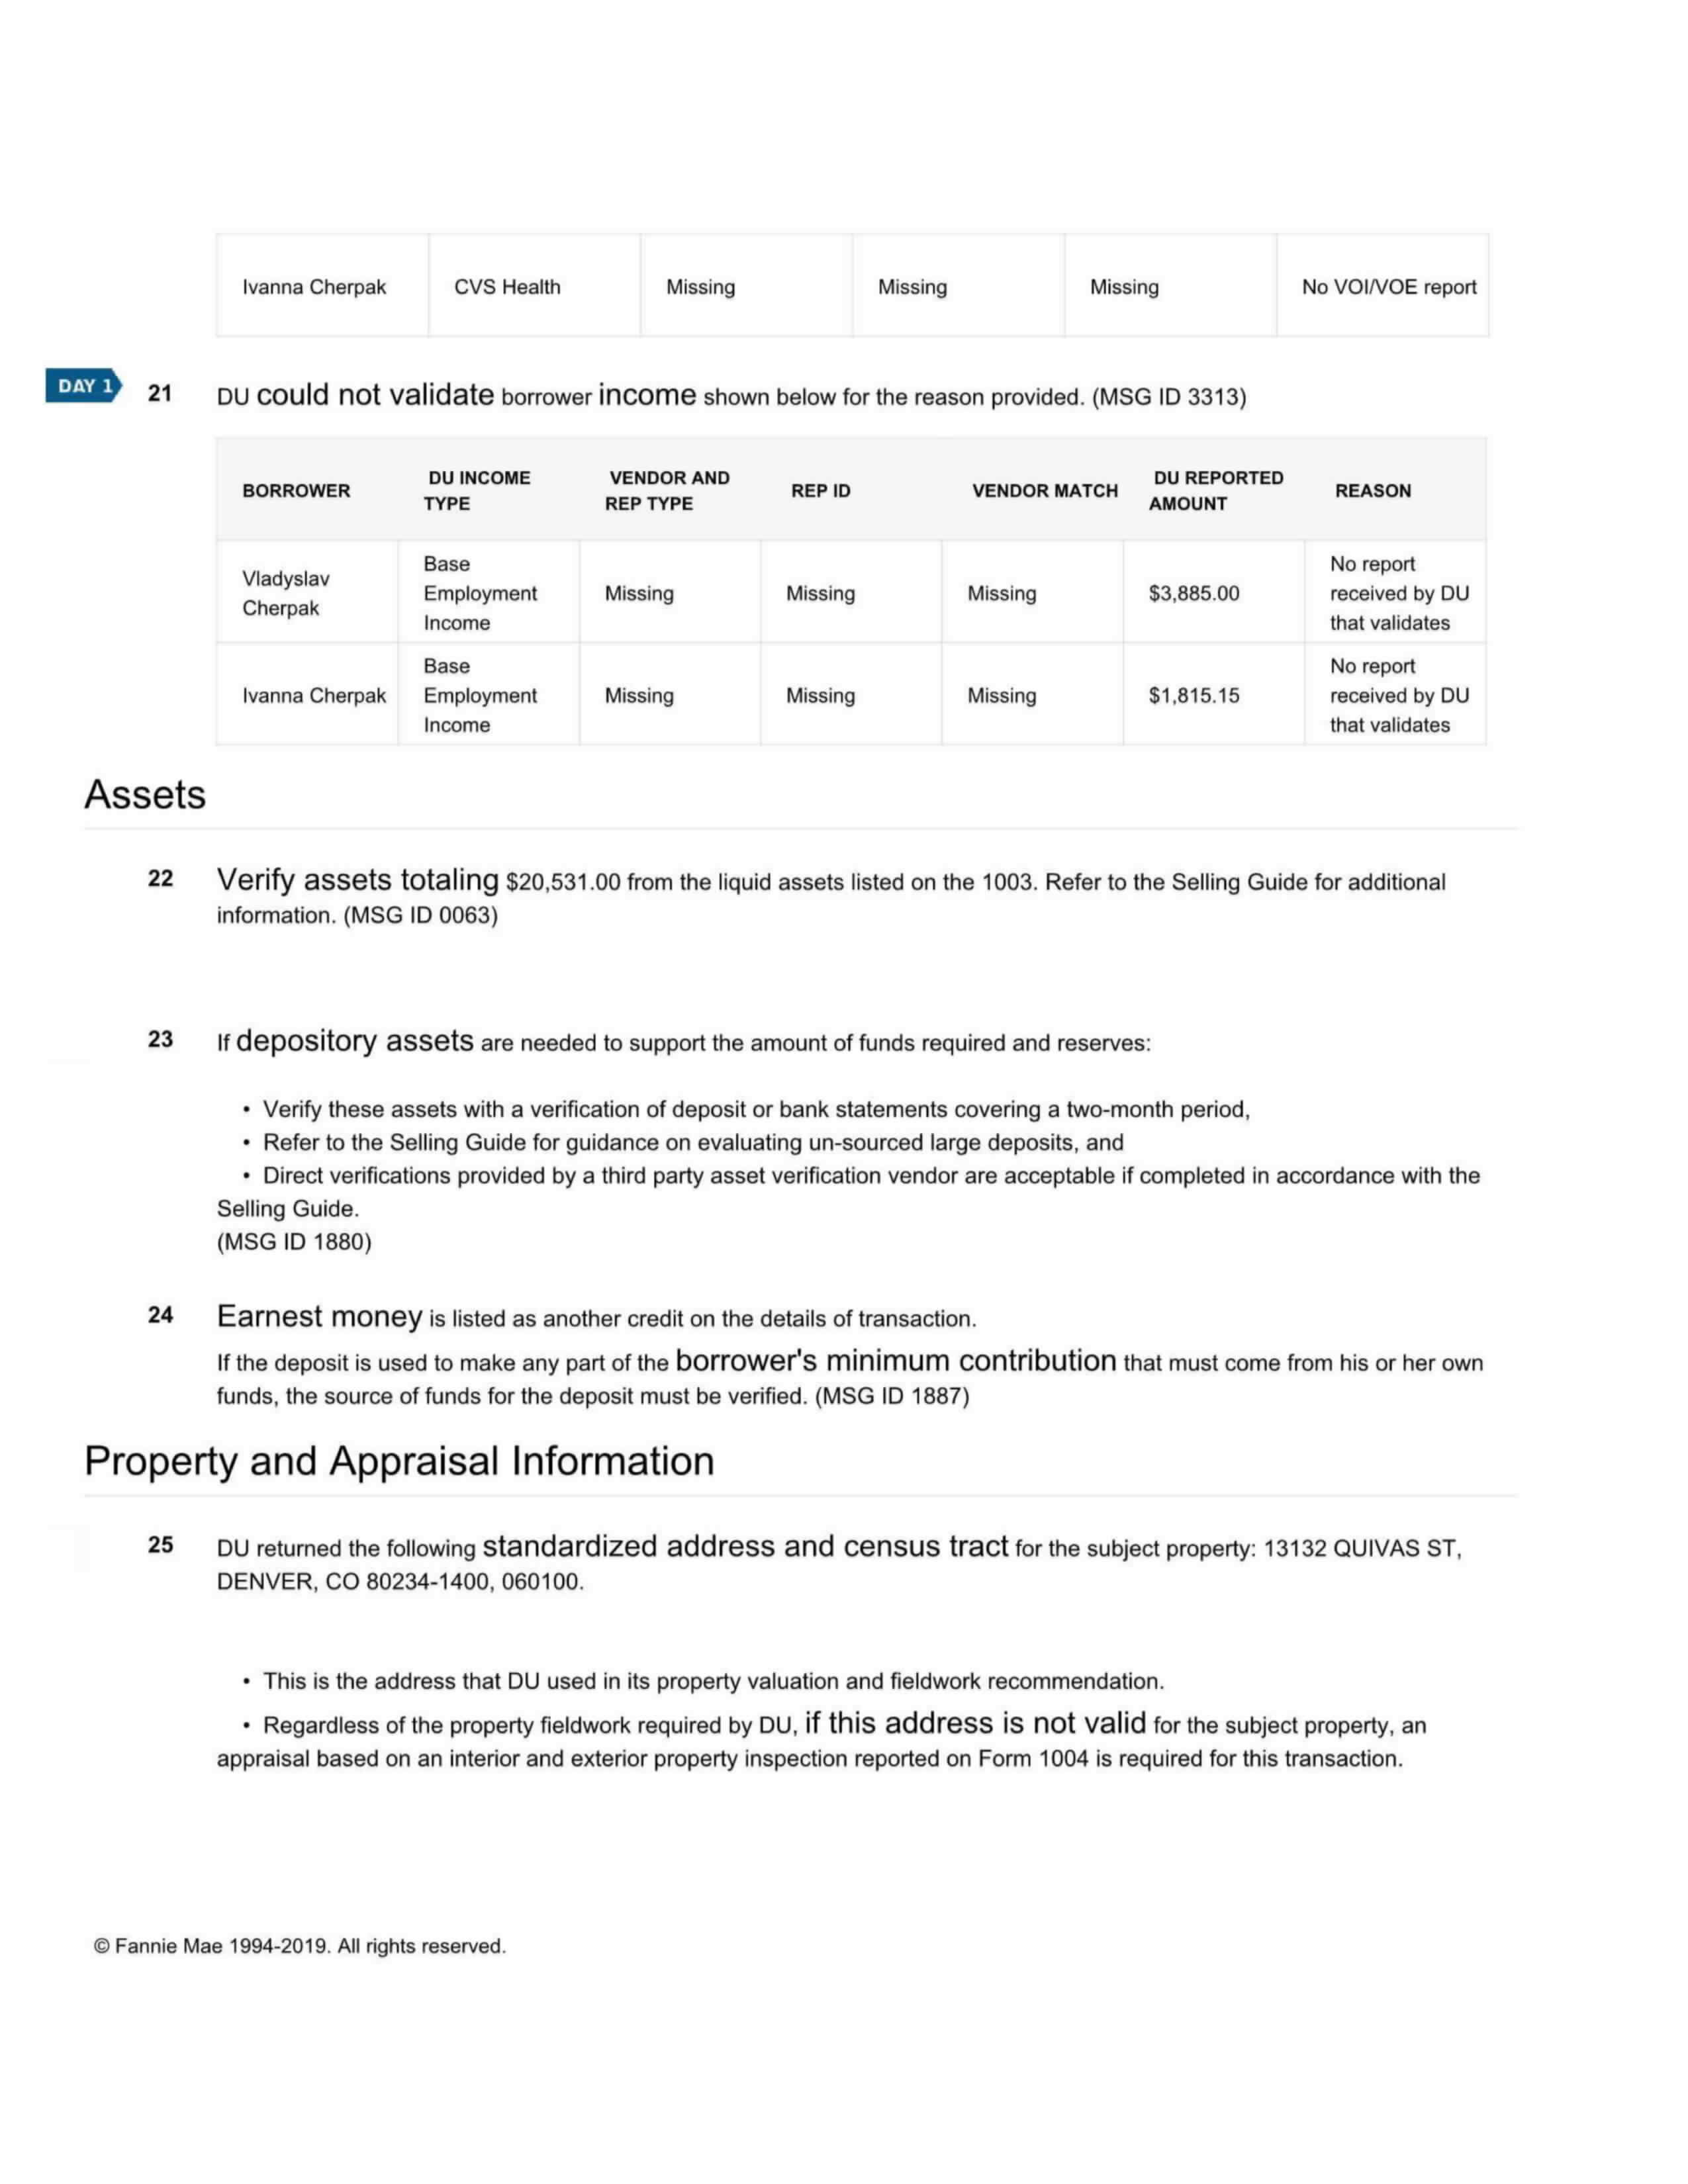 Ivanna Cherpak CVS Health Missing Missing Missing No VOI/VOE report
DAY 1
21 DU could not validate borrower income shown below for the reason provided. (MSG ID 3313)
BORROWER DU INCOME TYPE VENDOR AND REP TYPE REP ID VENDOR MATCH DU REPORTED AMOUNT REASON
Vladyslav Cherpak Base Employment Income Missing Missing Missing $3,885.00 No report received by DU that validates
Ivanna Cherpak Base Employment Income Missing Missing Missing $1,815.15 No report received by DU that validates
Assets
22 Verify assets totaling $20,531.00 from the liquid assets listed on the 1003. Refer to the Selling Guide for additional
information. (MSG ID 0063)
23 If depository assets are needed to support the amount of funds required and reserves:
• Verify these assets with a verification of deposit or bank statements covering a two-month period,
• Refer to the Selling Guide for guidance on evaluating un-sourced large deposits, and
• Direct verifications provided by a third party asset verification vendor are acceptable if completed in accordance with the
Selling Guide.
(MSG ID 1880)
24 Earnest money is listed as another credit on the details of transaction.
If the deposit is used to make any part of the borrower's minimum contribution that must come from his or her own
funds, the source of funds for the deposit must be verified. (MSG ID 1887)
Property and Appraisal Information
25 DU returned the following standardized address and census tract for the subject property: 13132 QUIVAS ST,
DENVER, CO 80234-1400, 060100.
• This is the address that DU used in its property valuation and fieldwork recommendation.
• Regardless of the property fieldwork required by DU, if this address is not valid for the subject property, an
appraisal based on an interior and exterior property inspection reported on Form 1004 is required for this transaction.
© Fannie Mae 1994-2019. All rights reserved.